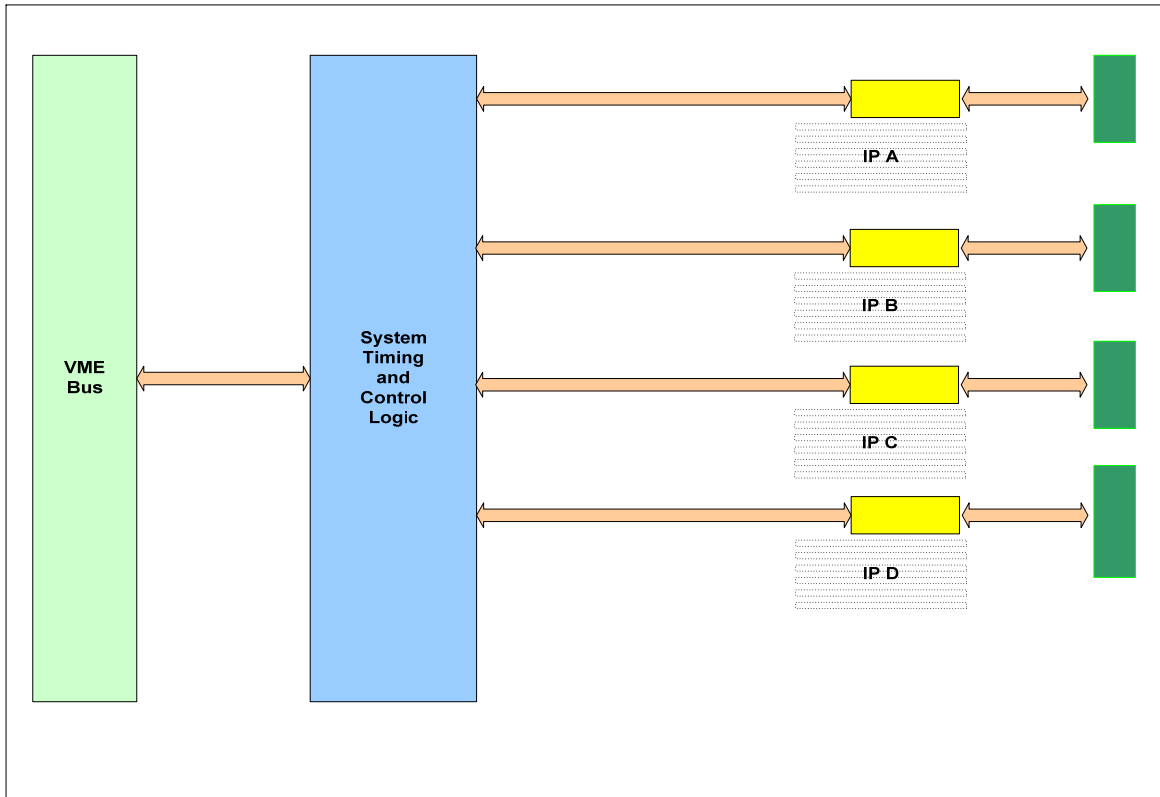 VME
Bus
System
Timing
and
Control
Logic
IP A
IP B
IP C
IP D